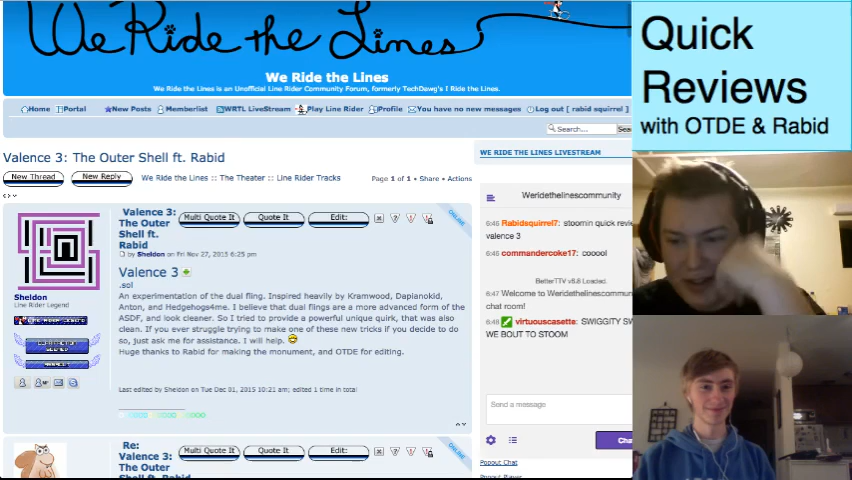 We Ride the Lines
We Ride the Lines
We Ride the Lines is an Unofficial Line Rider Community Forum, formerly TechDawg's I Ride the Lines.
Home Portal New Posts Memberlist WRTL LiveStream Play Line Rider Profile You have no new messages Log out [ rabid squirrel ]
Search... Sea
Valence 3: The Outer Shell ft. Rabid
New Thread New Reply We Ride the Lines :: The Theater :: Line Rider Tracks Page 1 of 1 • Share • Actions
Valence 3:
The Outer
Shell ft.
Rabid
Multi Quote It Quote It Edit:
ONLINE
by Sheldon on Fri Nov 27, 2015 6:25 pm
Valence 3
.sol
An experimentation of the dual fling. Inspired heavily by Kramwood, Dapianokid,
Anton, and Hedgehogs4me. I believe that dual flings are a more advanced form of the
ASDF, and look cleaner. So I tried to provide a powerful unique quirk, that was also
clean. If you ever struggle trying to make one of these new tricks if you decide to do
so, just ask me for assistance. I will help.
Huge thanks to Rabid for making the monument, and OTDE for editing.
Last edited by Sheldon on Tue Dec 01, 2015 10:21 am; edited 1 time in total
Sheldon
Line Rider Legend
Re:
Valence 3:
The Outer
Shell ft.
Multi Quote It Quote It Edit:
ONLINE
WE RIDE THE LINES LIVESTREAM
Weridethelinescommunity
6:46 Rabidsquirrel7: stoomin quick revie
valence 3
6:46 commandercoke17: cooool
BetterTTV v6.8 Loaded.
6:47 Welcome to Weridethelinescommuni
chat room!
virtuouscasette: SWIGGITY SW
WE BOUT TO STOOM
Send a message
Cha
Popout Chat
Popout Player
Quick
Reviews
with OTDE & Rabid